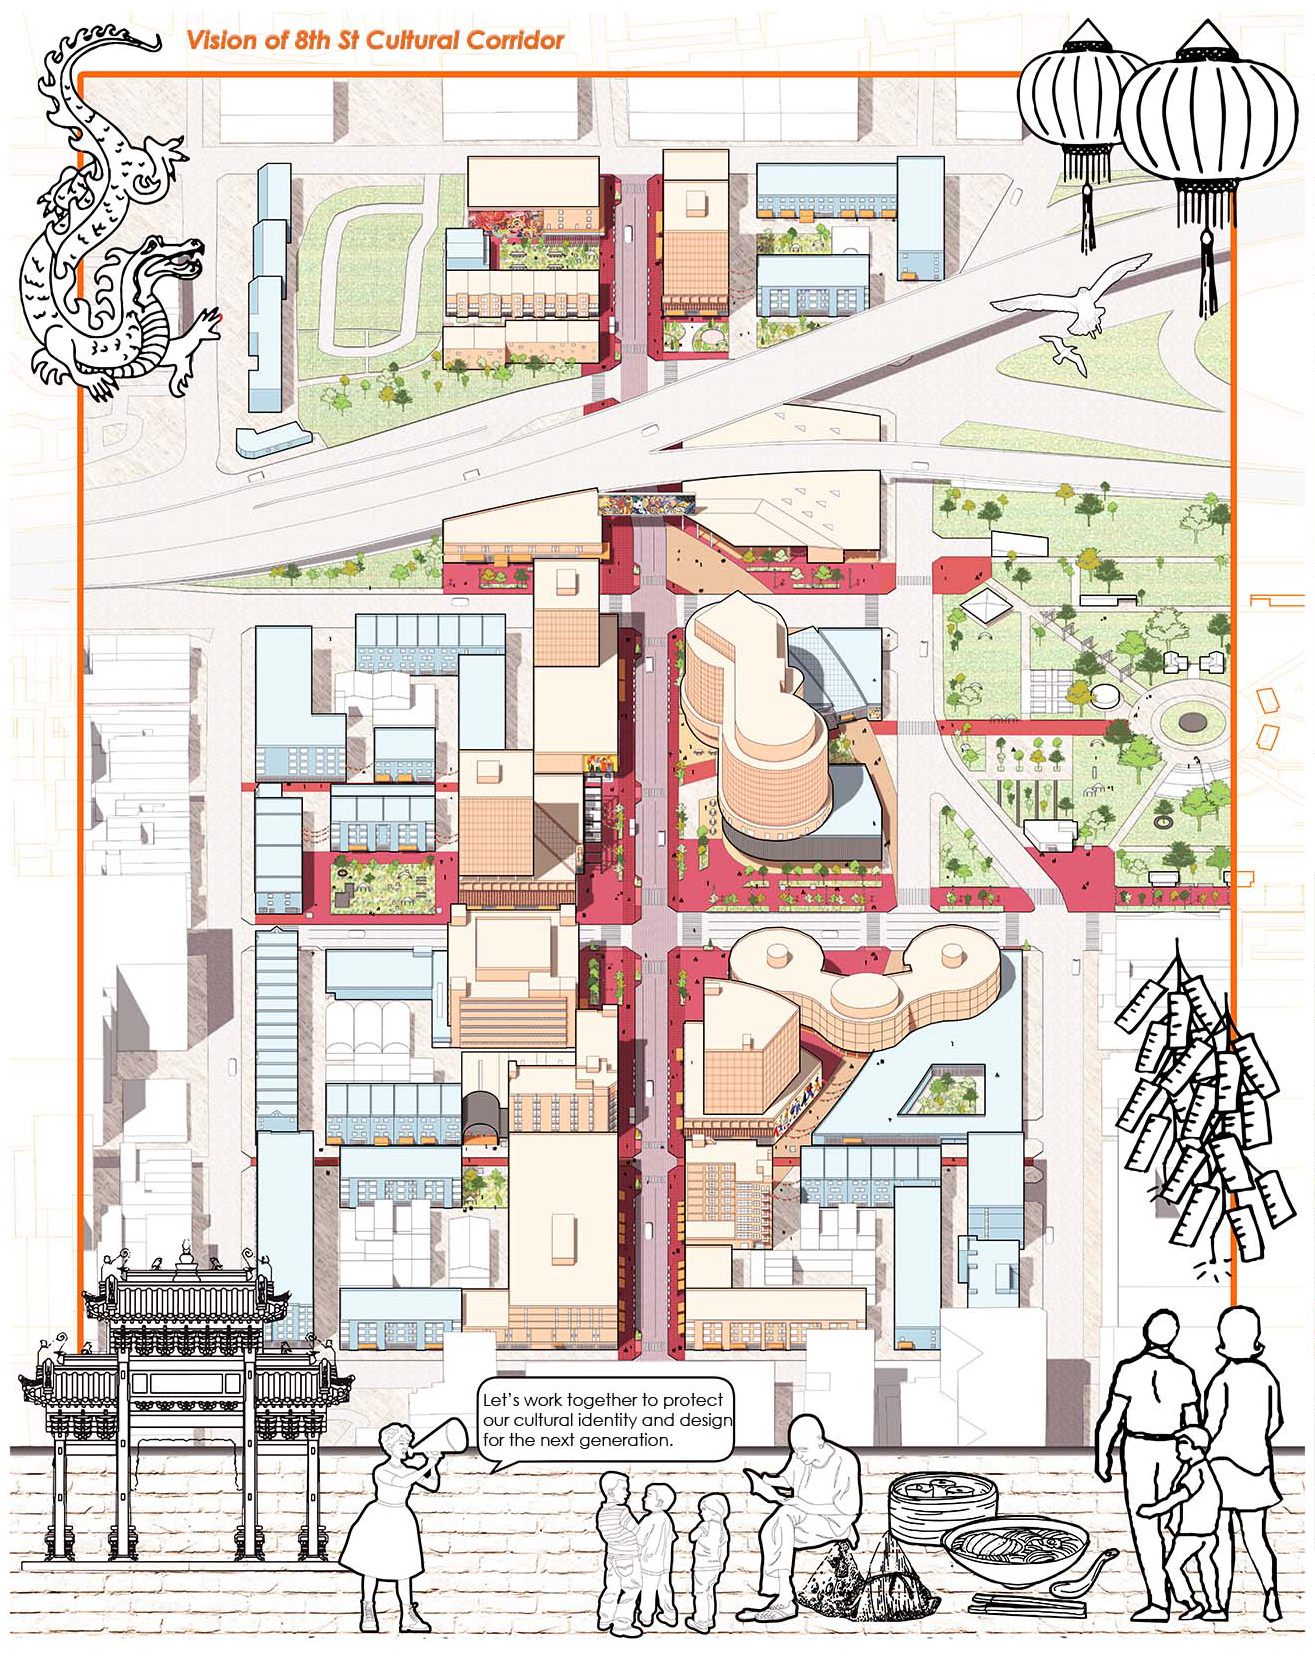 Vision of 8th St Cultural Corridor
Let's work together to protect
our cultural identity and design
for the next generation.